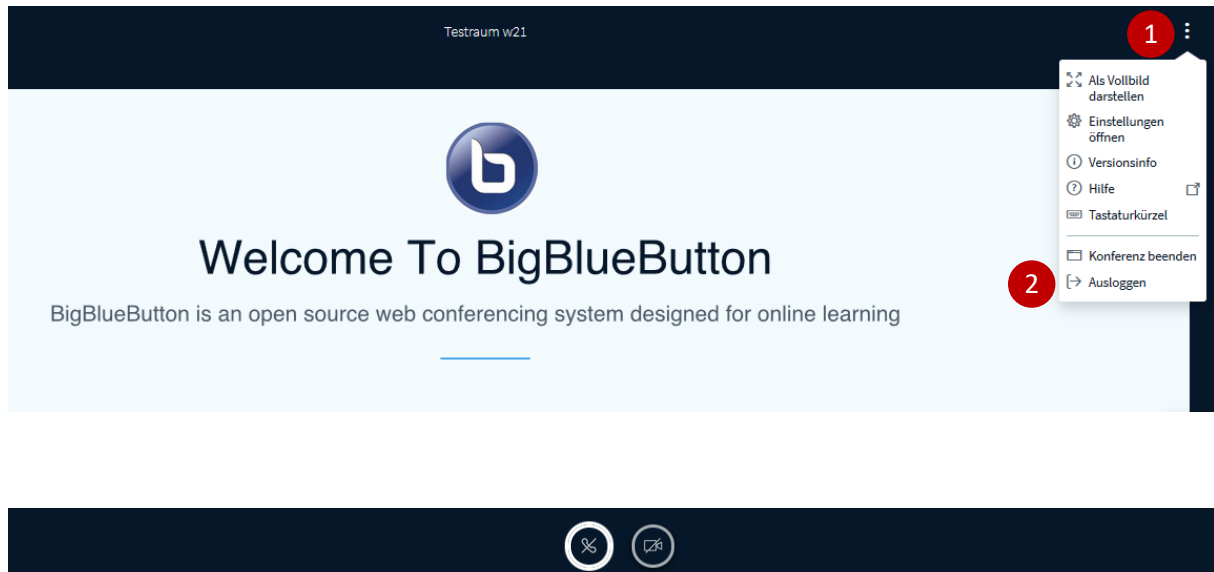 Testraum w21
1
Als Vollbild
darstellen
Einstellungen
öffnen
Versionsinfo
Hilfe
Tastaturkürzel
Konferenz beenden
2
Ausloggen
b
Welcome To BigBlueButton
BigBlueButton is an open source web conferencing system designed for online learning